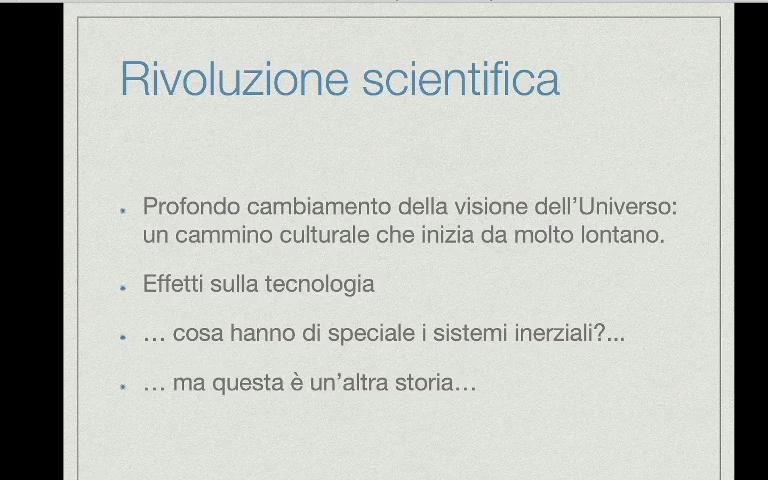 Rivoluzione scientifica
Profondo cambiamento della visione dell’Universo:
un cammino culturale che inizia da molto lontano.
Effetti sulla tecnologia
… cosa hanno di speciale i sistemi inerziali?...
… ma questa è un’altra storia…